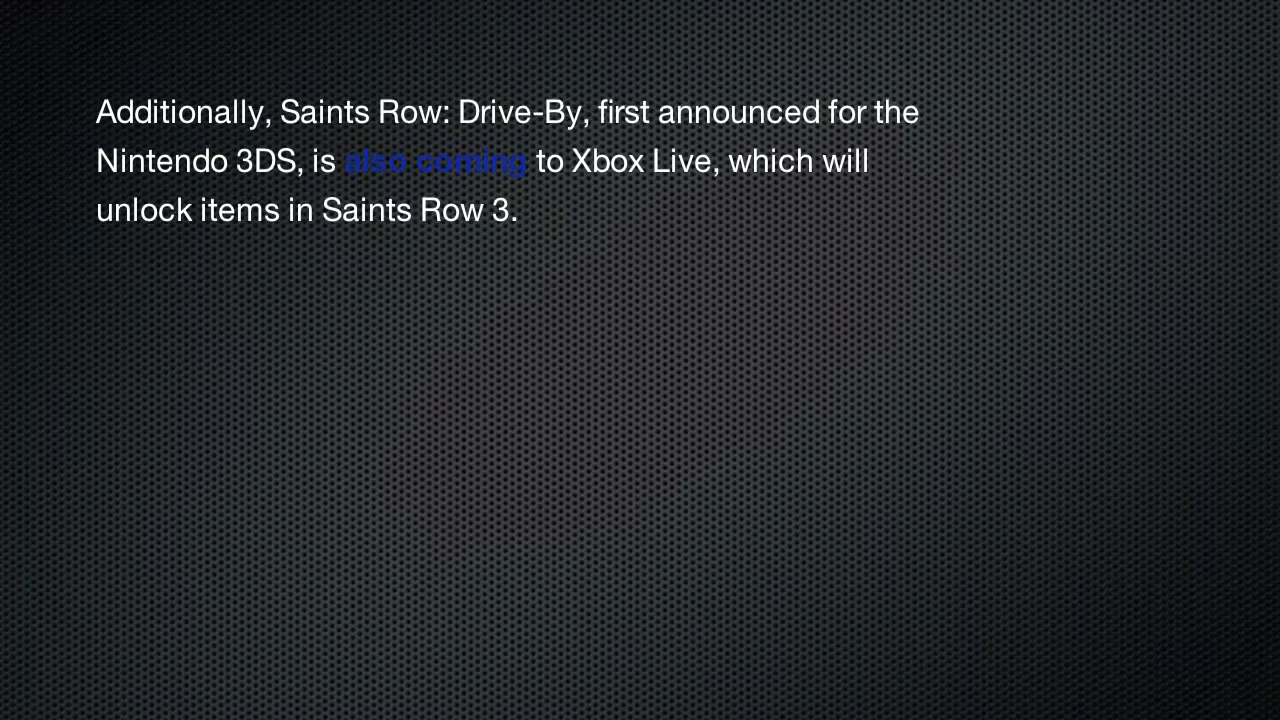 Additionally, Saints Row: Drive-By, first announced for the
Nintendo 3DS, is also coming to Xbox Live, which will
unlock items in Saints Row 3.